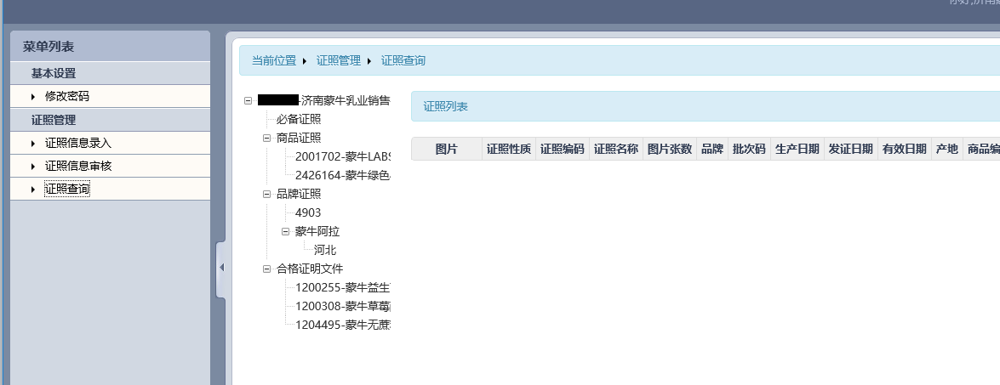 你好,济南蒙
菜单列表
基本设置
修改密码
证照管理
证照信息录入
证照信息审核
证照查询
当前位置 证照管理 证照查询
-济南蒙牛乳业销售
必备证照
商品证照
2001702-蒙牛LABS
2426164-蒙牛绿色
品牌证照
4903
蒙牛阿拉
河北
合格证明文件
1200255-蒙牛益生
1200308-蒙牛草莓
1204495-蒙牛无蔗
证照列表
图片 证照性质 证照编码 证照名称 图片张数 品牌 批次码 生产日期 发证日期 有效日期 产地 商品编